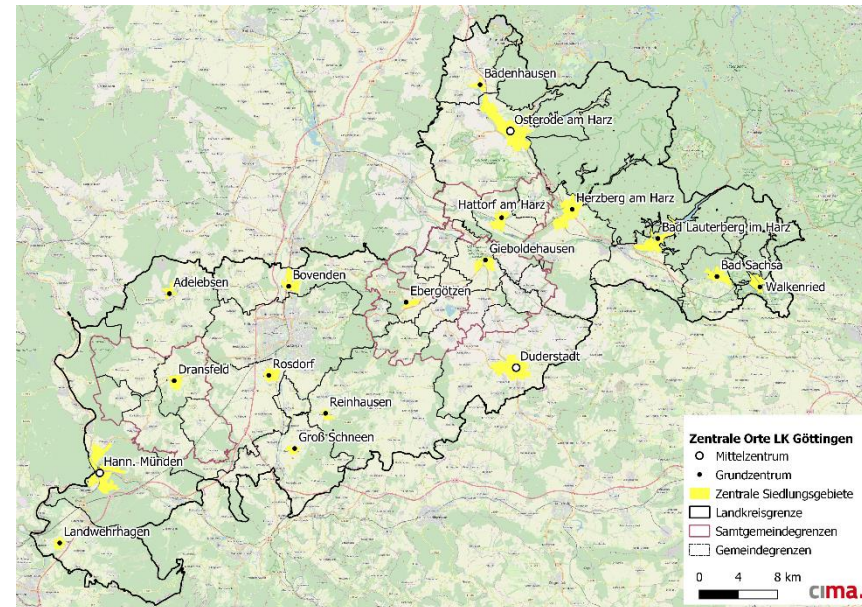 Badenhausen
Osterode am Harz
Hattorf am Harz
Herzberg am Harz
Bad Lauterberg im Harz
Gieboldehausen
Bad Sachsa
Walkenried
Adelebsen
Bovenden
Ebergötzen
Duderstadt
Dransfeld
Rosdorf
Reinhausen
Groß Schneen
Hann. Münden
Landwehrhagen
Zentrale Orte LK Göttingen
Mittelzentrum
Grundzentrum
Zentrale Siedlungsgebiete
Landkreisgrenze
Samtgemeindegrenzen
Gemeindegrenzen
0 4 8 km
cima.